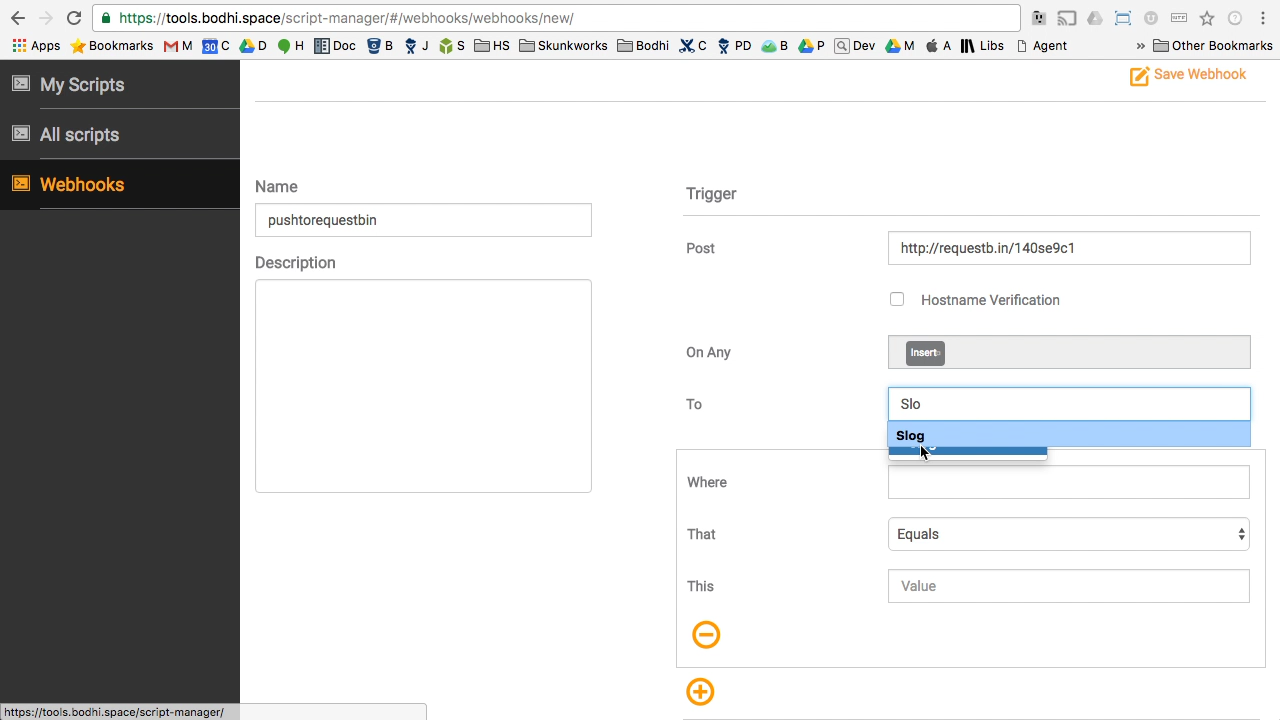 https://tools.bodhi.space/script-manager/#/webhooks/webhooks/new/
Apps Bookmarks M 30 C D H Doc B J S HS Skunkworks Bodhi C PD B P Dev M A Libs Agent » Other Bookmarks
My Scripts
All scripts
Webhooks
Save Webhook
Name
pushtorequestbin
Description
Trigger
Post http://requestb.in/140se9c1
Hostname Verification
On Any Insert
To Slo
Slog
Where
That Equals
This Value
https://tools.bodhi.space/script-manager/